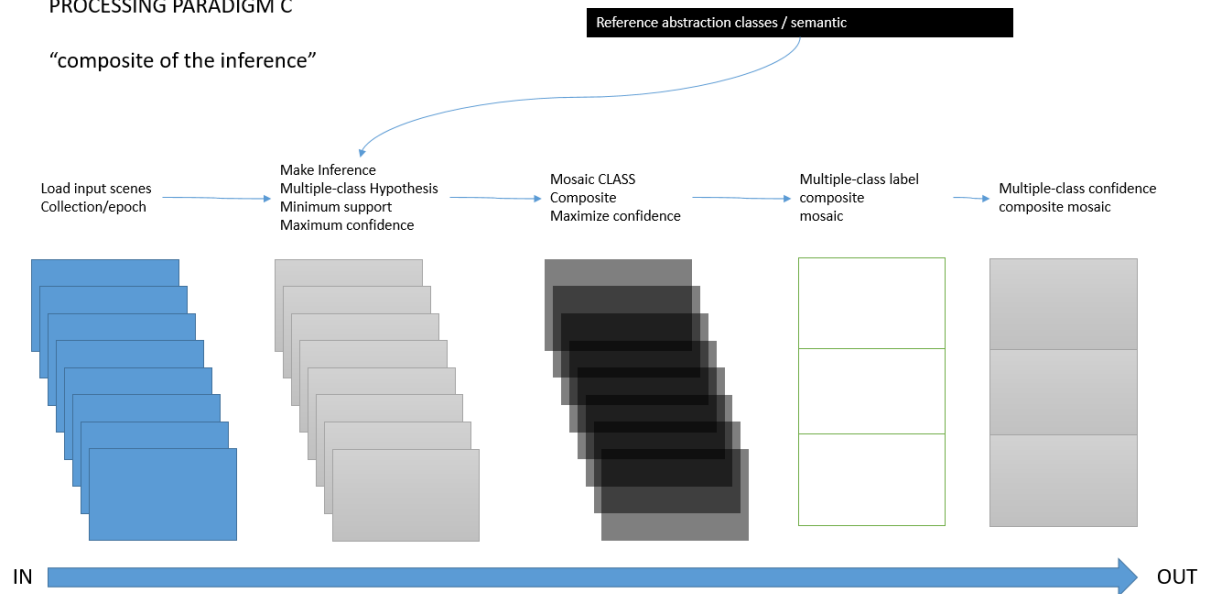 PROCESSING PARADIGM C
Reference abstraction classes / semantic
“composite of the inference”
Load input scenes
Collection/epoch
Make Inference
Multiple-class Hypothesis
Minimum support
Maximum confidence
Mosaic CLASS
Composite
Maximize confidence
Multiple-class label
composite
mosaic
Multiple-class confidence
composite mosaic
IN
OUT